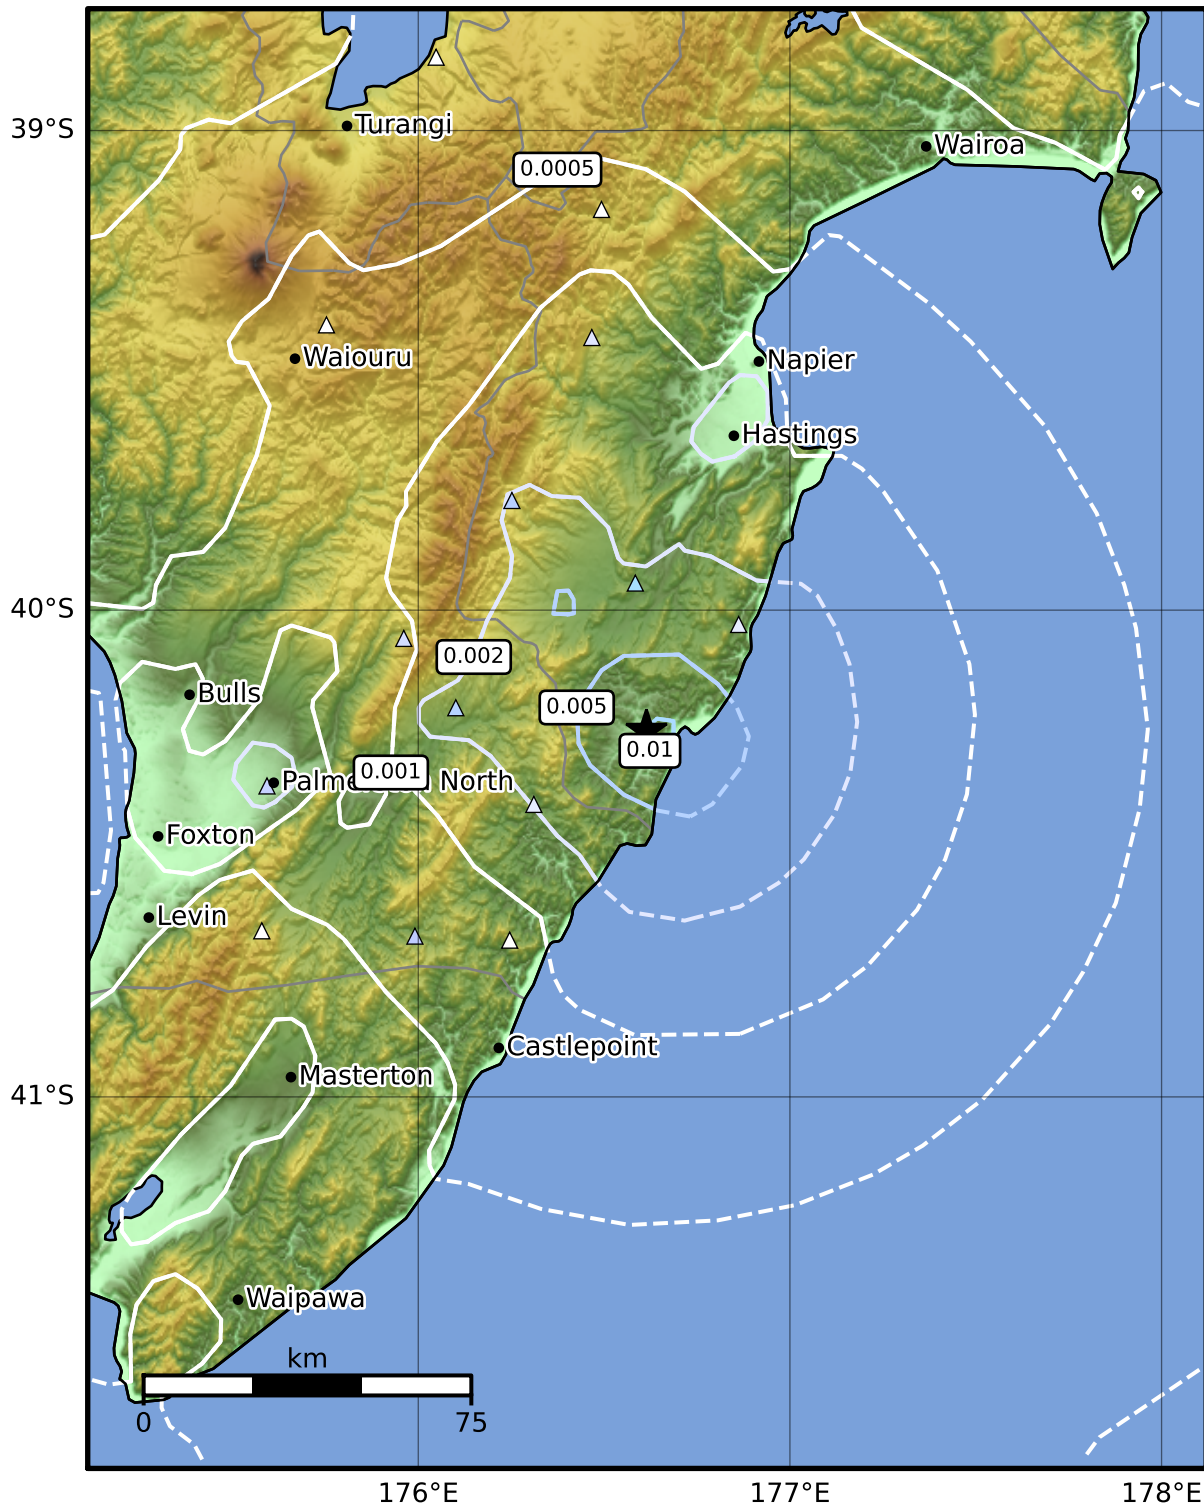 39°S
Turangi
Wairoa
0.0005
Waiouru
Napier
Hastings
40°S
0.002
Bulls
0.005
0.01
0.001
Palme North
Foxton
Levin
Castlepoint
Masterton
41°S
Waipawa
km
0 75
176°E 177°E 178°E